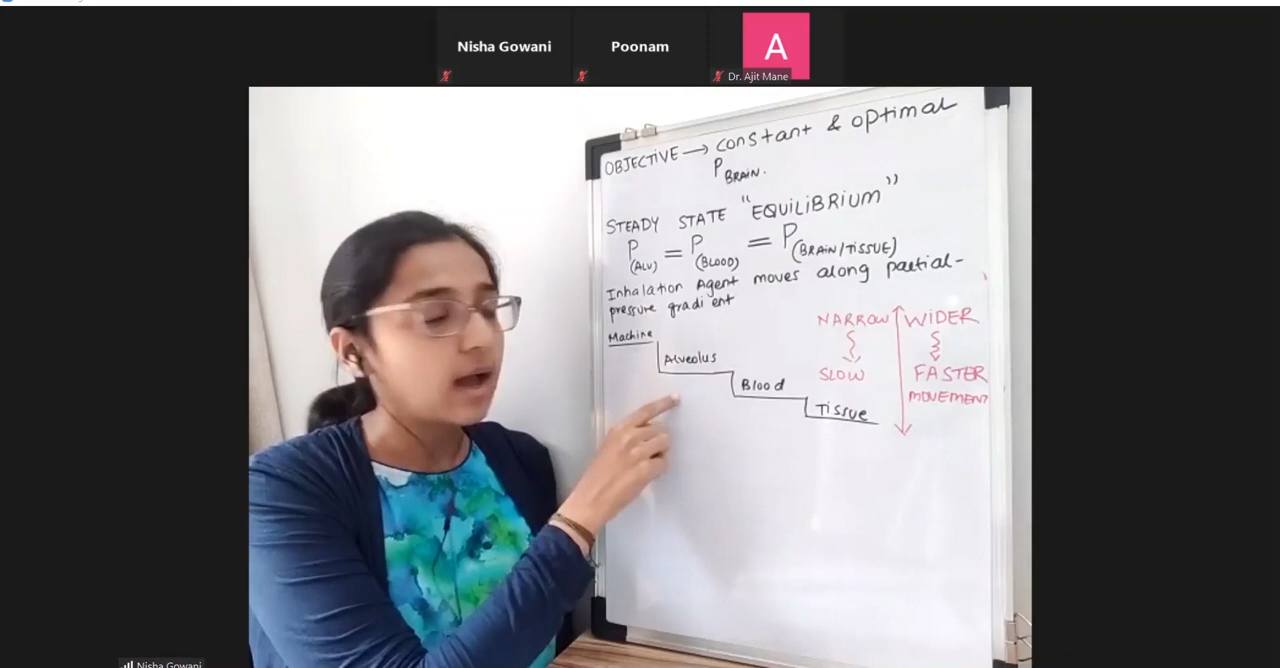 Nisha Gowani
Poonam
A
Dr. Ajit Mane
OBJECTIVE → constant & optimal
P BRAIN.
STEADY STATE "EQUILIBRIUM"
P (ALV) = P (BLOOD) = P (BRAIN/TISSUE)
Inhalation Agent moves along partial-
pressure gradient
Machine
Alveolus
Blood
Tissue
NARROW
SLOW
WIDER
FASTER
MOVEMENT
Nisha Gowani